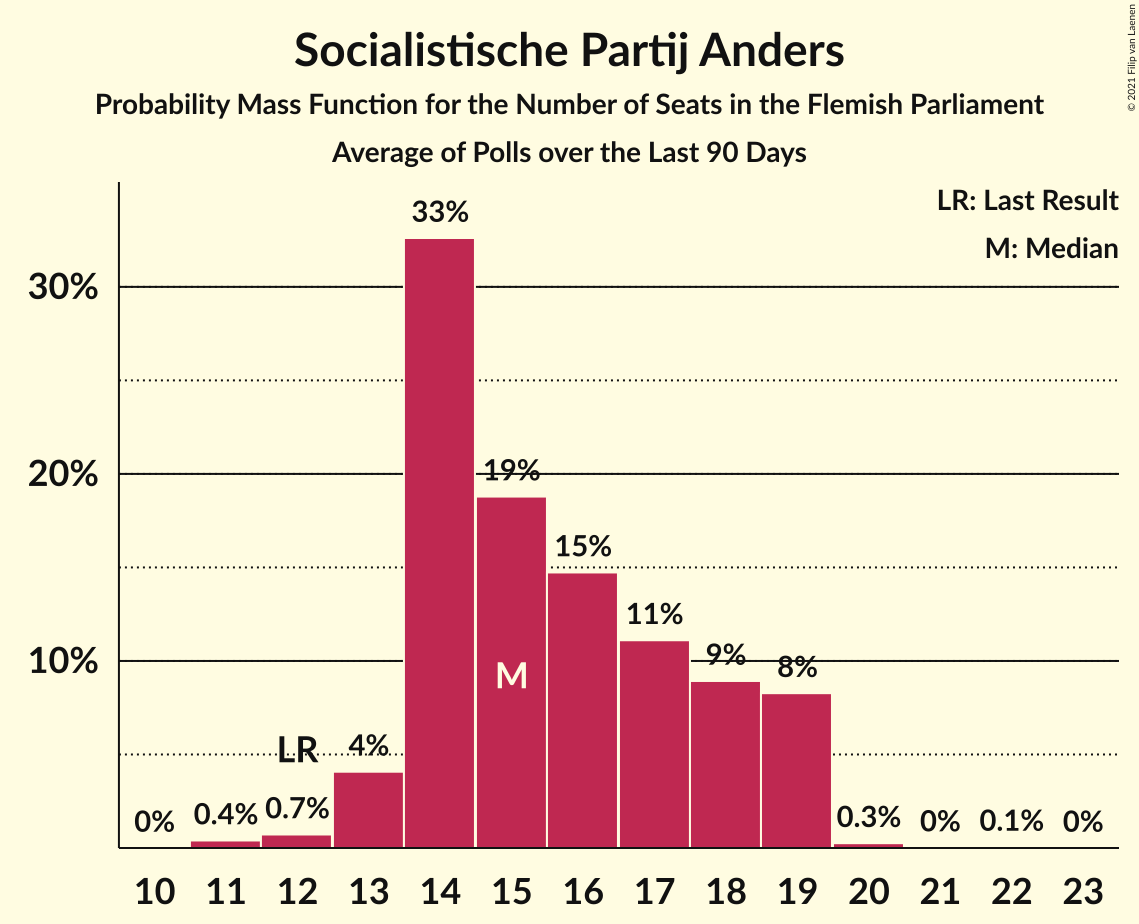 Socialistische Partij Anders
Probability Mass Function for the Number of Seats in the Flemish Parliament
Average of Polls over the Last 90 Days
© 2021 Filip van Laenen
LR: Last Result
M: Median
33%
30%
20%
19%
15%
11%
10%
9%
8%
M
LR
4%
0%
0.4%
0.7%
0.3%
0%
0.1%
0%
10 11 12 13 14 15 16 17 18 19 20 21 22 23